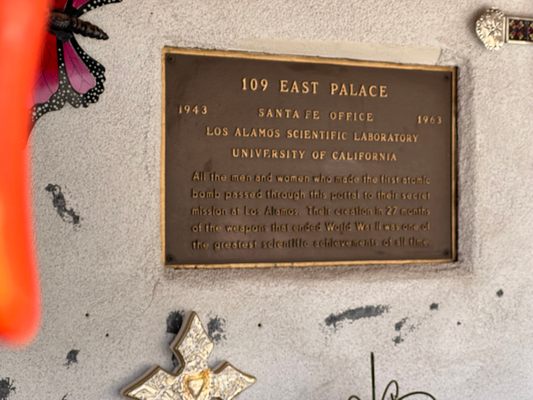 109 EAST PALACE
1943 SANTA FE OFFICE 1963
LOS ALAMOS SCIENTIFIC LABORATORY
UNIVERSITY OF CALIFORNIA
All the men and women who made the first atomic
bomb passed through this portal to their secret
mission at Los Alamos. Their creation in 27 months
of the weapons that ended World War II was one
of the greatest scientific achievements of all time.